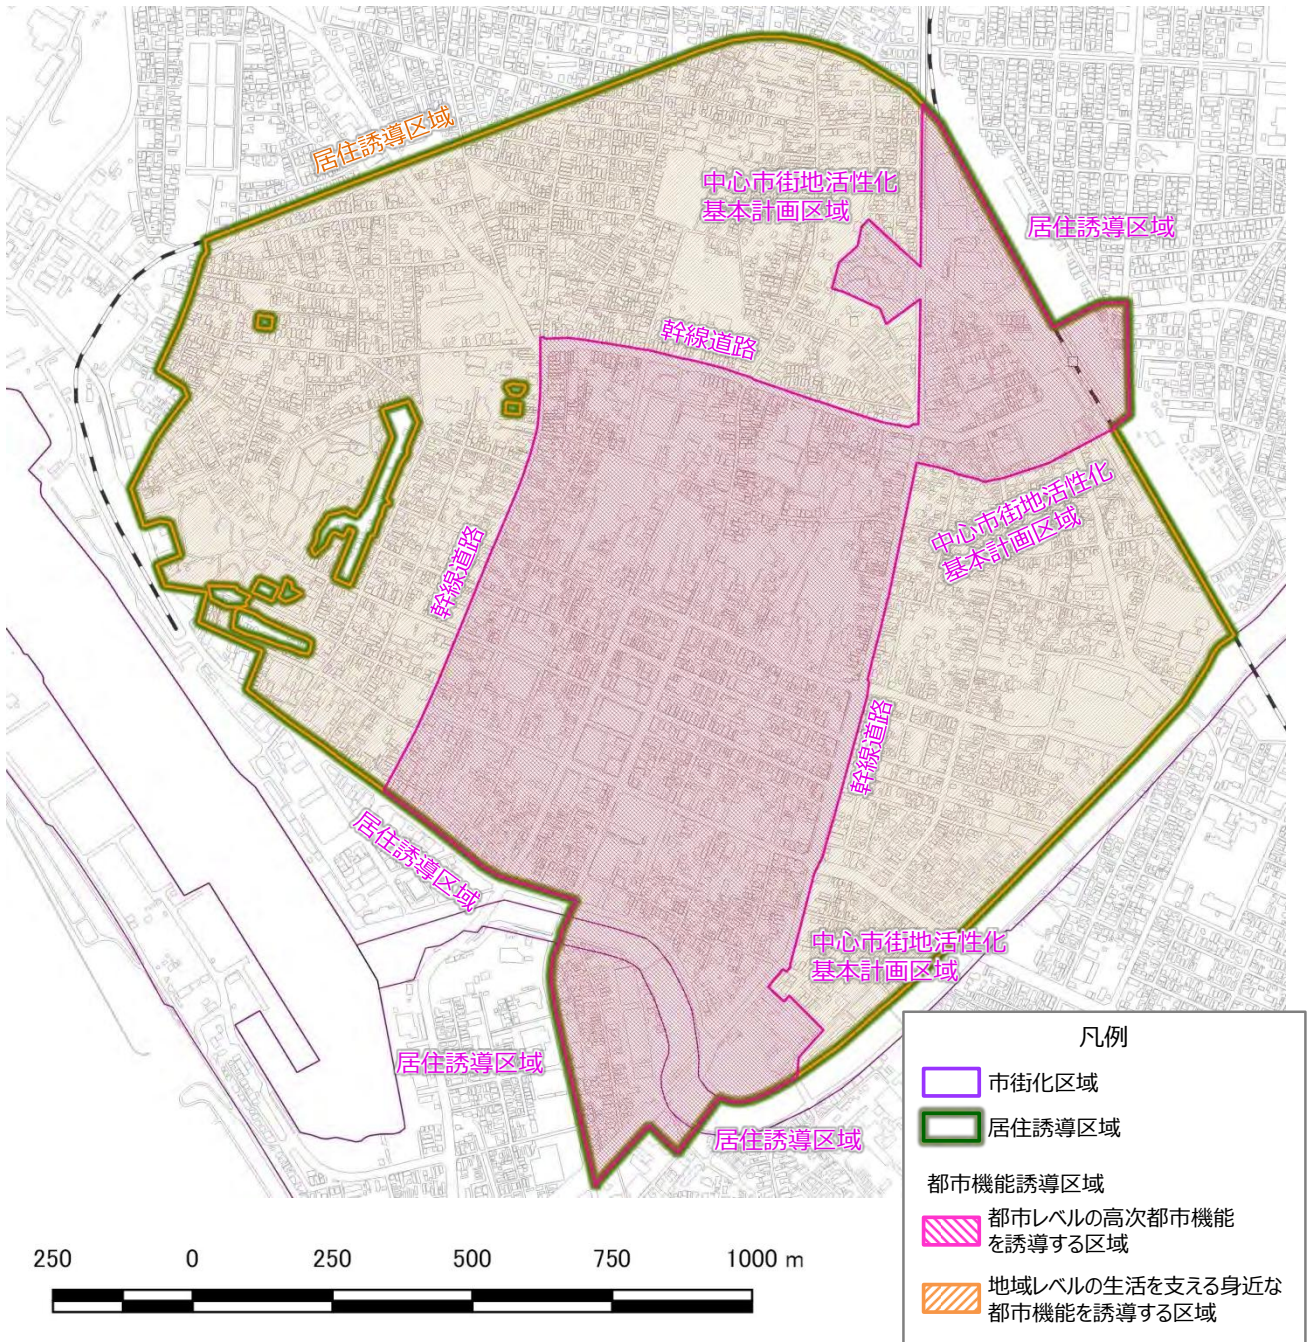 居住誘導区域
中心市街地活性化
基本計画区域
居住誘導区域
幹線道路
中心市街地活性化
基本計画区域
幹線道路
幹線道路
居住誘導区域
中心市街地活性化
基本計画区域
居住誘導区域
居住誘導区域
凡例
市街化区域
居住誘導区域
都市機能誘導区域
都市レベルの高次都市機能
を誘導する区域
地域レベルの生活を支える身近な
都市機能を誘導する区域
250 0 250 500 750 1000 m